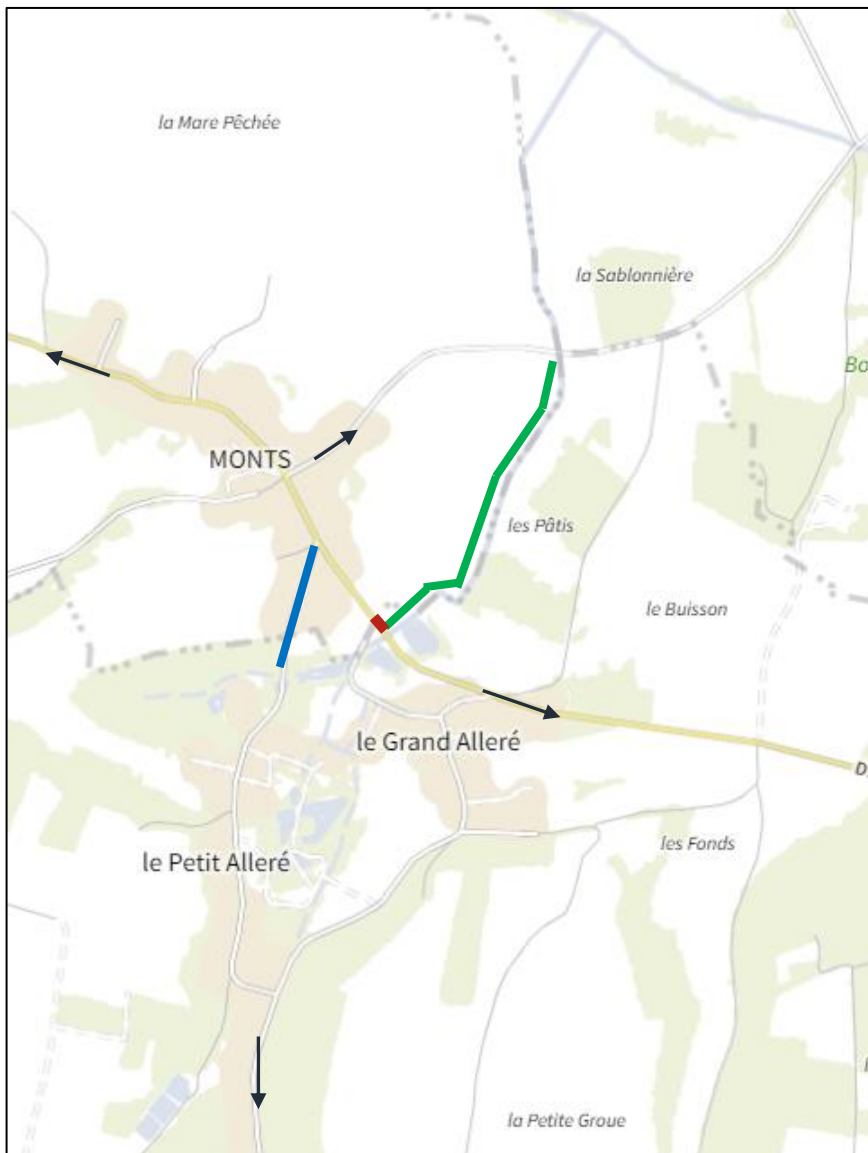 la Mare Pêchée
la Sablonnière
Bo
MONTS
les Pâtis
le Buisson
le Grand Alleré
D
le Petit Alleré
les Fonds
la Petite Groue